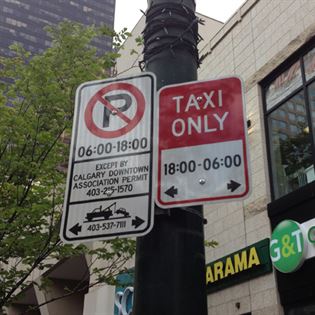 P
06:00-18:00
EXCEPT BY
CALGARY DOWNTOWN
ASSOCIATION PERMIT
403-215-1570
403-537-7111
TAXI
ONLY
18:00-06:00
ARAMA
G&T